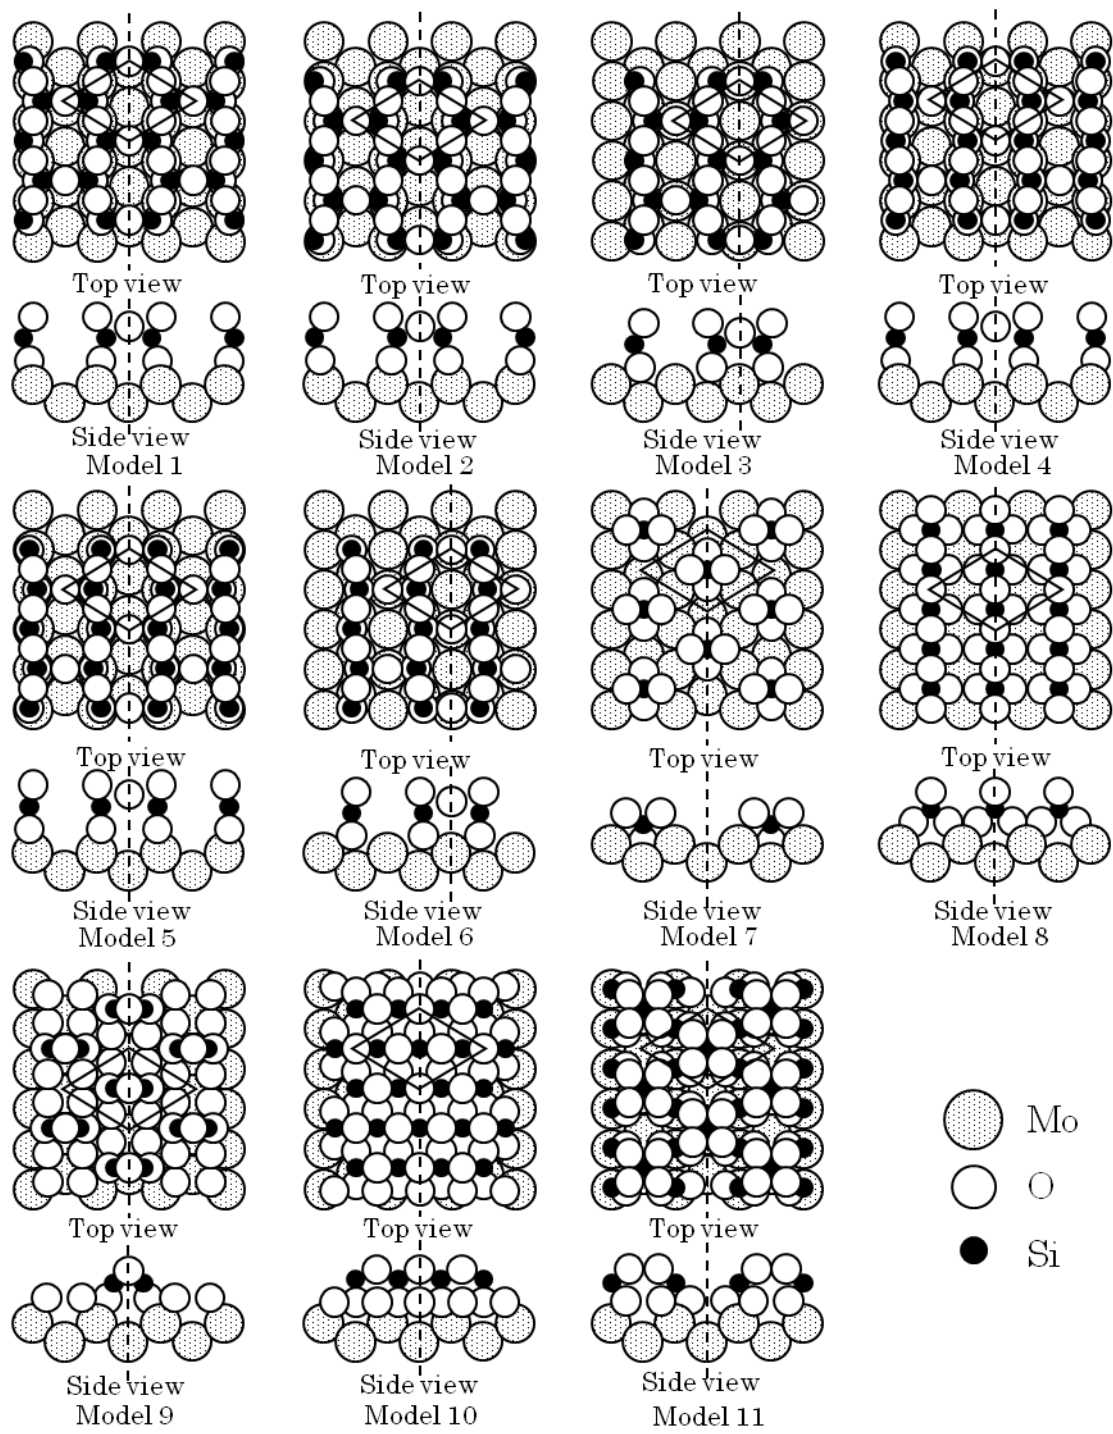 Top view Top view Top view Top view
Side view Side view Side view Side view
Model 1 Model 2 Model 3 Model 4
Top view Top view Top view Top view
Side view Side view Side view Side view
Model 5 Model 6 Model 7 Model 8
Mo
O
Si
Top view Top view Top view
Side view Side view Side view
Model 9 Model 10 Model 11